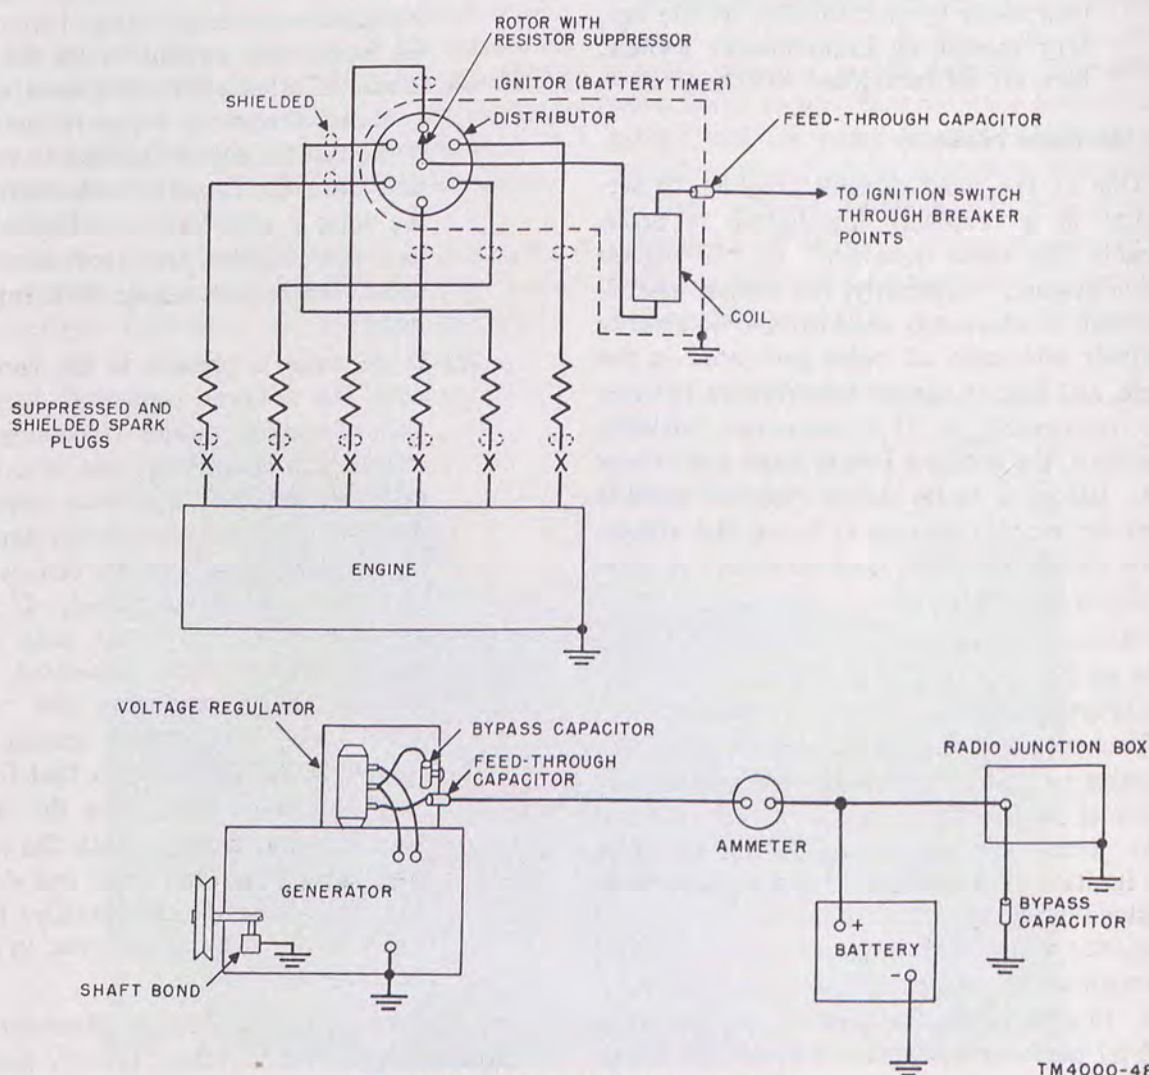 ROTOR WITH
RESISTOR SUPPRESSOR
IGNITOR (BATTERY TIMER)
SHIELDED
DISTRIBUTOR
FEED-THROUGH CAPACITOR
TO IGNITION SWITCH
THROUGH BREAKER
POINTS
COIL
SUPPRESSED AND
SHIELDED SPARK
PLUGS
X X X X X X
ENGINE
VOLTAGE REGULATOR
BYPASS CAPACITOR
FEED-THROUGH
CAPACITOR
RADIO JUNCTION BOX
AMMETER
GENERATOR
BYPASS
CAPACITOR
+
BATTERY
-
SHAFT BOND
TM4000-48